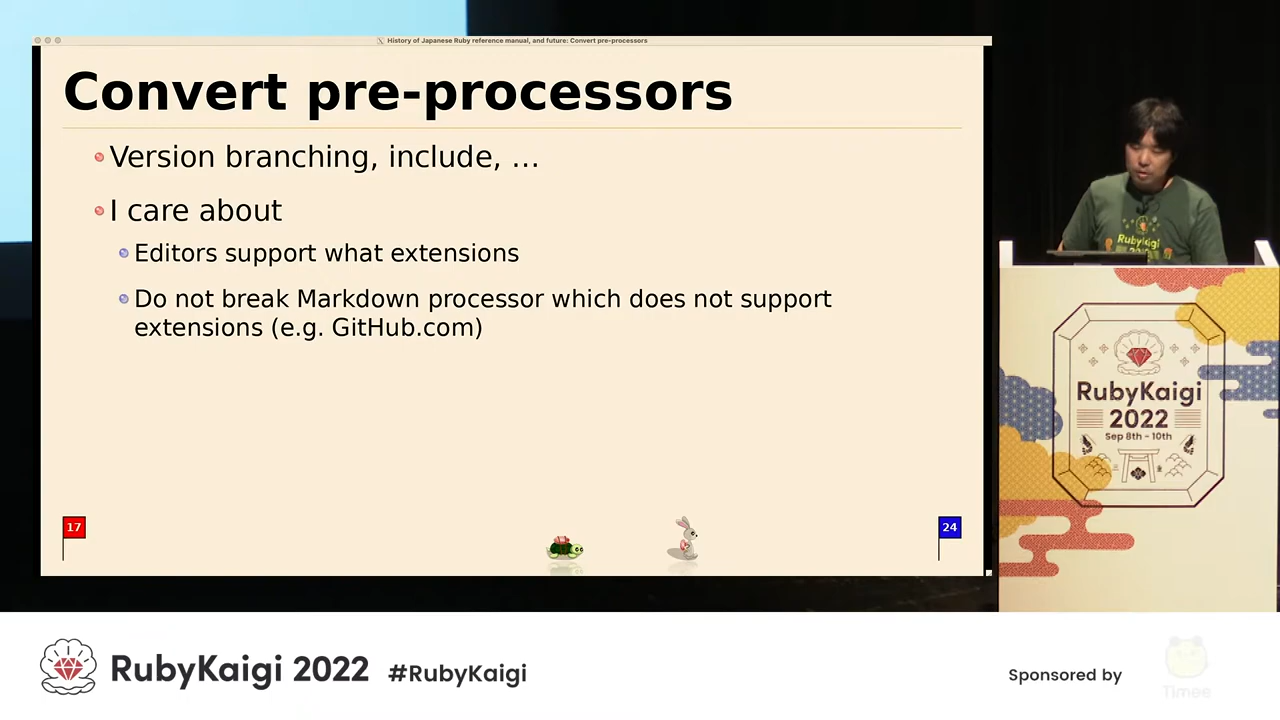 History of Japanese Ruby reference manual, and future: Convert pre-processors
Convert pre-processors
Version branching, include, …
I care about
Editors support what extensions
Do not break Markdown processor which does not support
extensions (e.g. GitHub.com)
17
24
RubyKaigi
RubyKaigi
2022
Sep 8th - 10th
RubyKaigi 2022 #RubyKaigi
Sponsored by
Timee